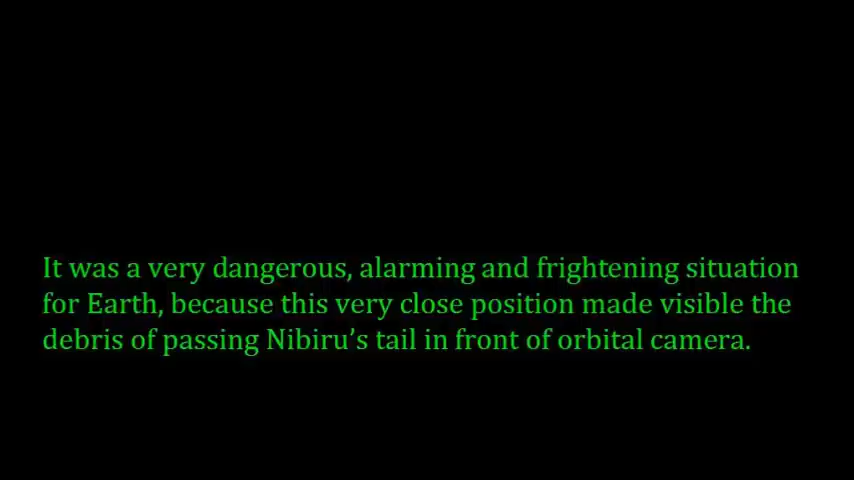 It was a very dangerous, alarming and frightening situation
for Earth, because this very close position made visible the
debris of passing Nibiru’s tail in front of orbital camera.